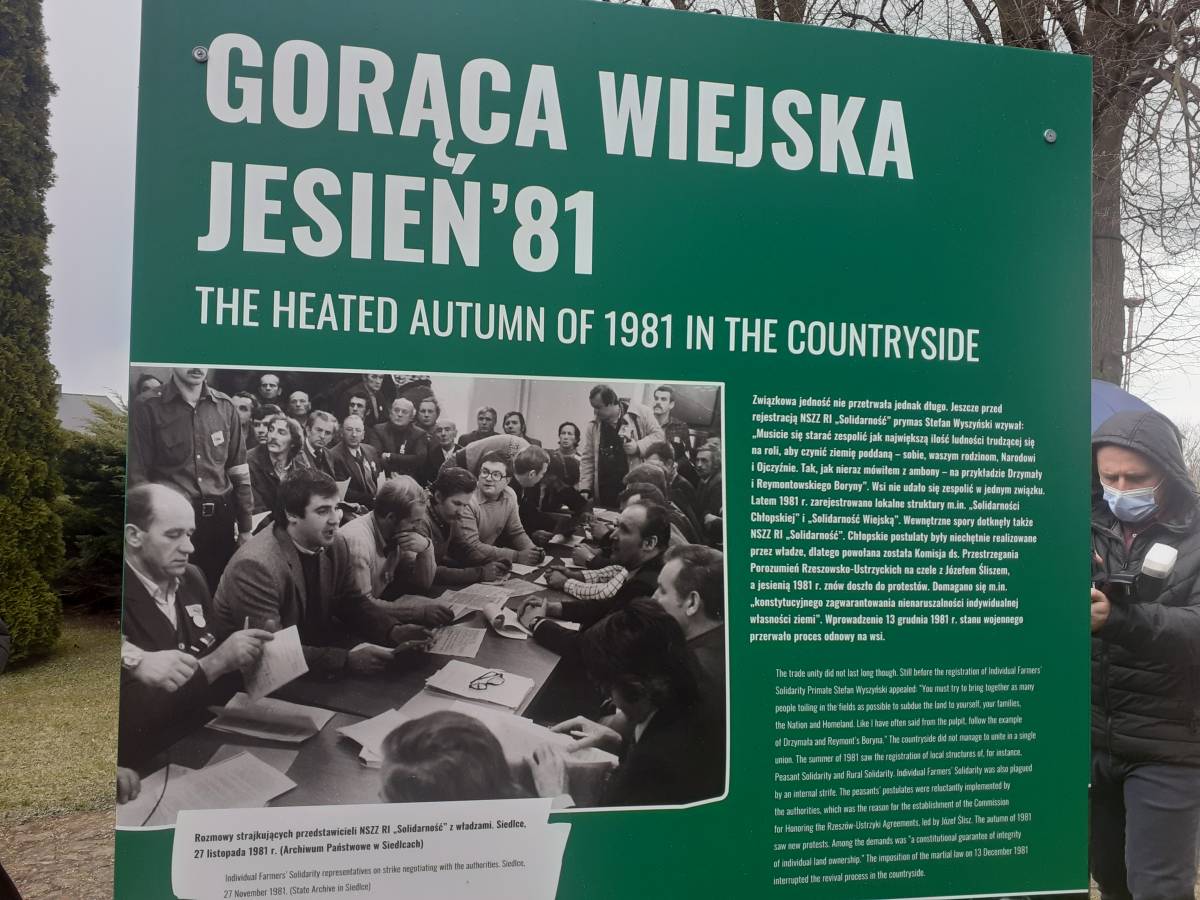 GORĄCA WIEJSKA
JESIEŃ’81
THE HEATED AUTUMN OF 1981 IN THE COUNTRYSIDE
Związkowa jedność nie przetrwała jednak długo. Jeszcze przed
rejestracją NSZZ RI „Solidarność” prymas Stefan Wyszyński wzywał:
„Musicie się starać zespolić jak największą ilość ludności trudzącej się
na roli, aby czynić ziemię poddaną – sobie, waszym rodzinom, Narodowi
i Ojczyźnie. Tak, jak nieraz mówiłem z ambony – na przykładzie Drzymały
i Reymontowskiego Boryny”. Wsi nie udało się zespolić w jednym związku.
Latem 1981 r. zarejestrowano lokalne struktury m.in. „Solidarności
Chłopskiej” i „Solidarność Wiejską”. Wewnętrzne spory dotknęły także
NSZZ RI „Solidarność”. Chłopskie postulaty były niechętnie realizowane
przez władze, dlatego powołana została Komisja ds. Przestrzegania
Porozumień Rzeszowsko-Ustrzyckich na czele z Józefem Śliszem,
a jesienią 1981 r. znów doszło do protestów. Domagano się m.in.
„konstytucyjnego zagwarantowania nienaruszalności indywidualnej
własności ziemi”. Wprowadzenie 13 grudnia 1981 r. stanu wojennego
przerwało proces odnowy na wsi.
The trade unity did not last long though. Still before the registration of Individual Farmers’
Solidarity Primate Stefan Wyszyński appealed: "You must try to bring together as many
people toiling in the fields as possible to subdue the land to yourself, your families,
the Nation and Homeland. Like I have often said from the pulpit, follow the example
of Drzymała and Reymont’s Boryna." The countryside did not manage to unite in a single
union. The summer of 1981 saw the registration of local structures of, for instance,
Peasant Solidarity and Rural Solidarity. Individual Farmers’ Solidarity was also plagued
by an internal strife. The peasants’ postulates were reluctantly implemented by
the authorities, which was the reason for the establishment of the Commission
for Honoring the Rzeszów-Ustrzyki Agreements, led by Józef Ślisz. The autumn of 1981
saw new protests. Among the demands was "a constitutional guarantee of integrity
of individual land ownership." The imposition of the martial law on 13 December 1981
interrupted the revival process in the countryside.
Rozmowy strajkujących przedstawicieli NSZZ RI „Solidarność” z władzami. Siedlce,
27 listopada 1981 r. (Archiwum Państwowe w Siedlcach)
Individual Farmers’ Solidarity representatives on strike negotiating with the authorities. Siedlce,
27 November 1981. (State Archive in Siedlce)